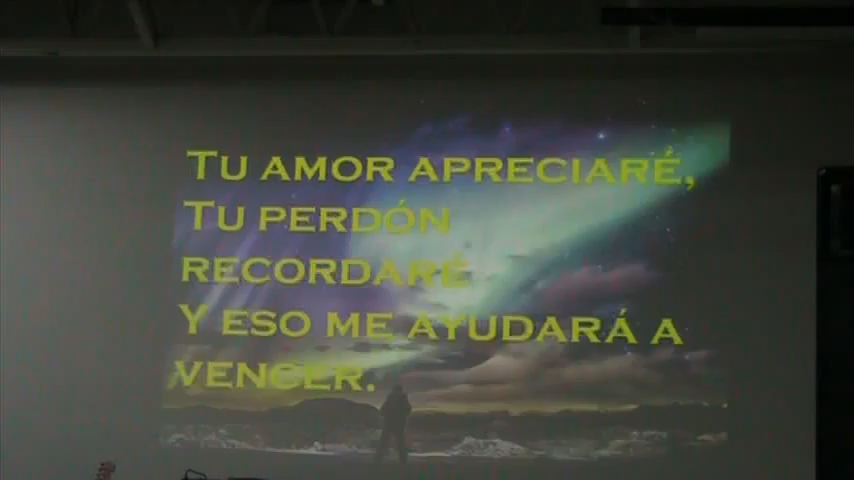 TU AMOR APRECIARÉ,
TU PERDÓN
RECORDARÉ
Y ESO ME AYUDARÁ A
VENCER.